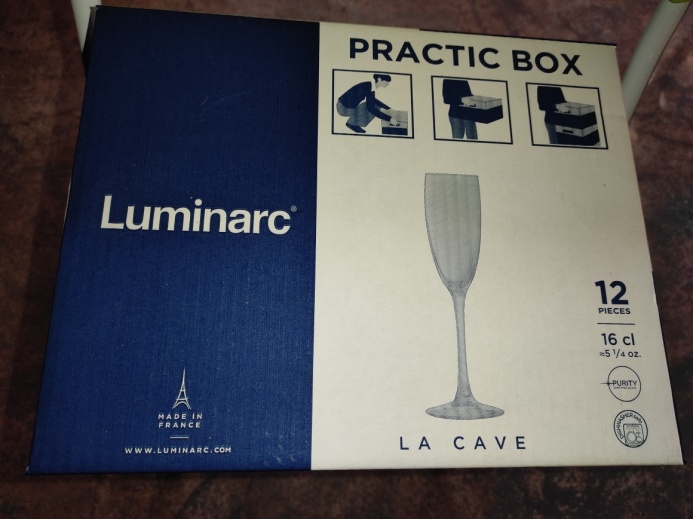 PRACTIC BOX
Luminarc®
12
PIECES
16 cl
≈5 1/4 oz.
PURITY
LA CAVE
MADE IN
FRANCE
WWW.LUMINARC.COM